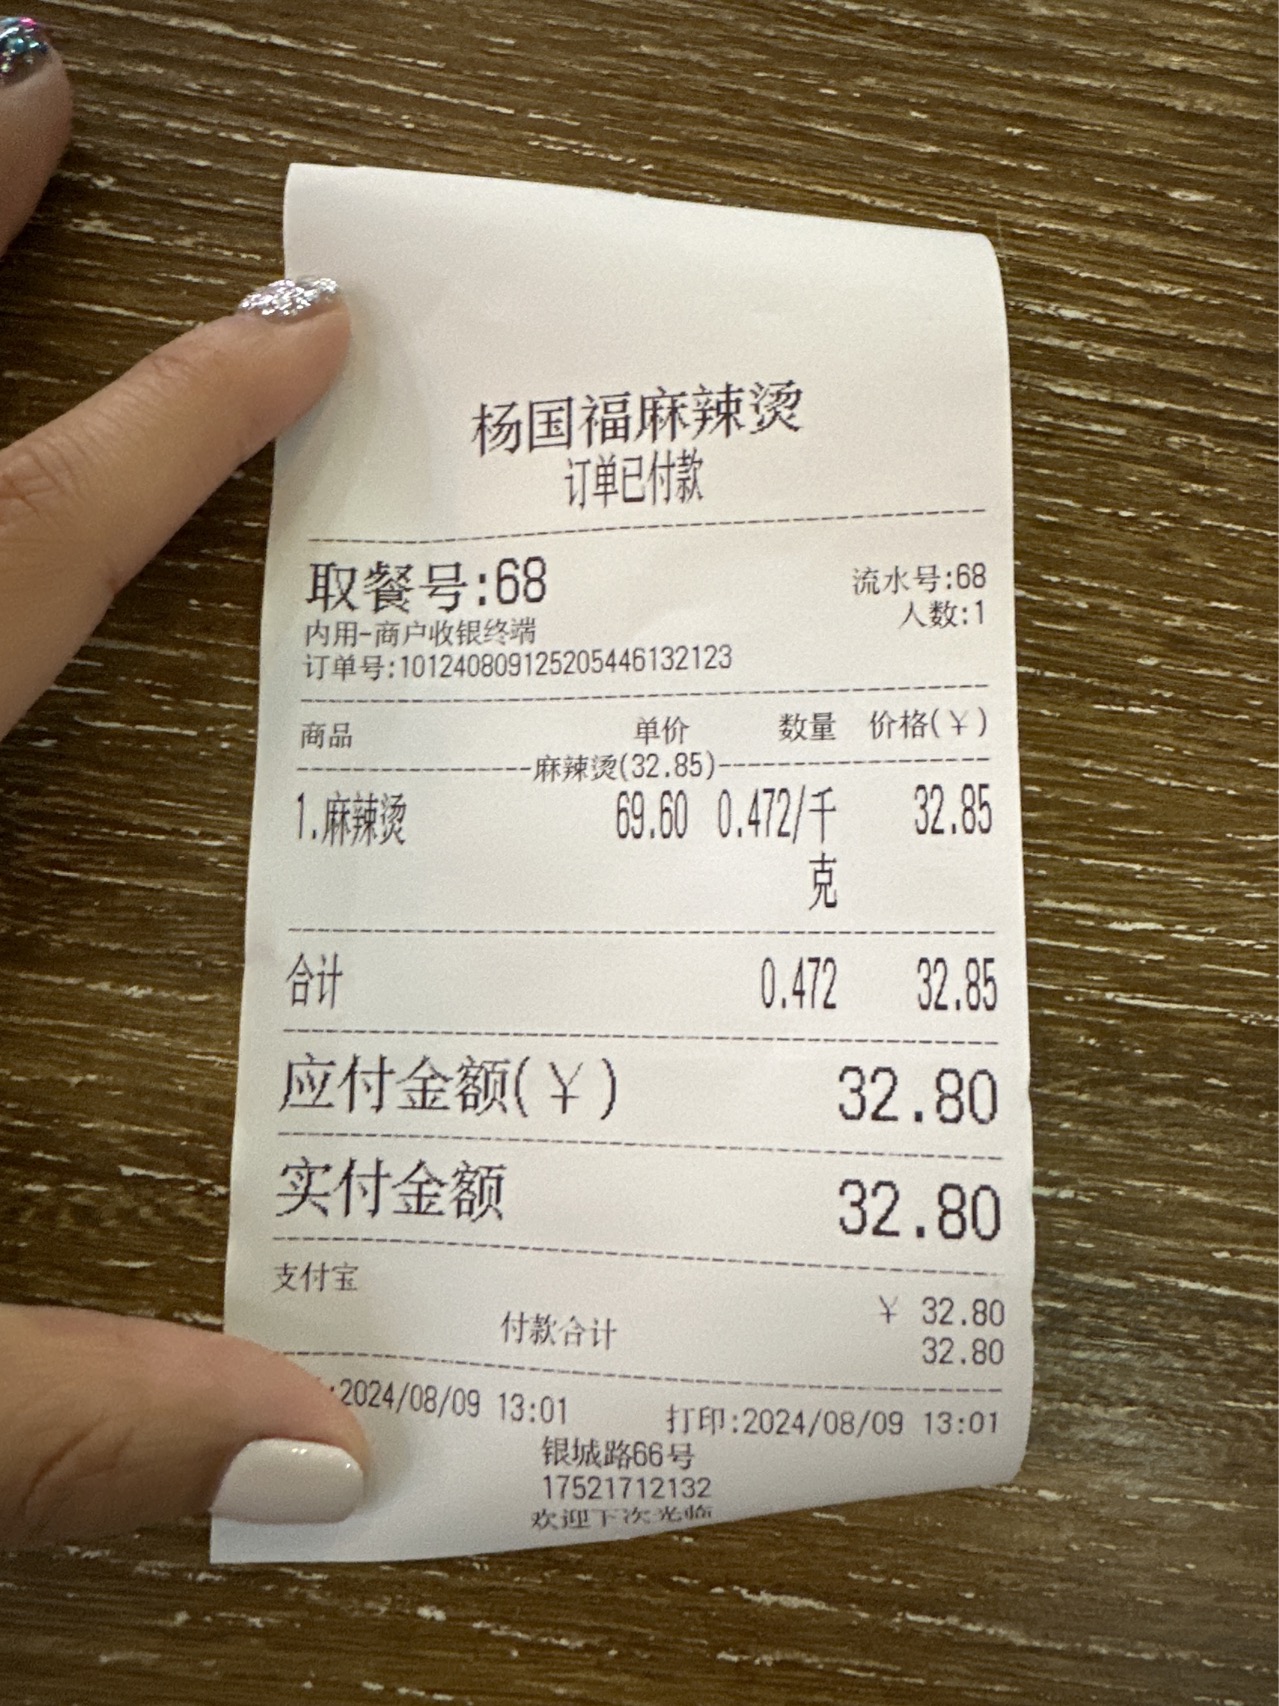 杨国福麻辣烫
订单已付款
取餐号:68 流水号:68
人数:1
内用-商户收银终端
订单号:101240809125205446132123
商品 单价 数量 价格(￥)
麻辣烫(32.85)
1.麻辣烫 69.60 0.472/千克 32.85
合计 0.472 32.85
应付金额(￥) 32.80
实付金额 32.80
支付宝 ￥ 32.80
付款合计 32.80
:2024/08/09 13:01 打印:2024/08/09 13:01
银城路66号
17521712132
欢迎下次光临